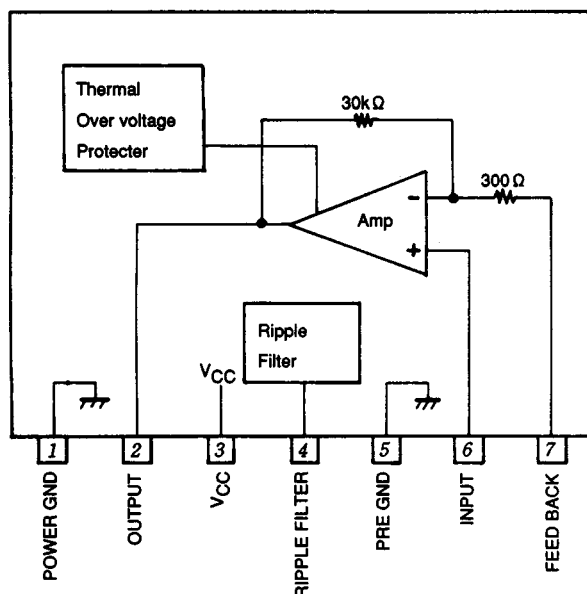 Thermal
Over voltage
Protecter
30kΩ
300Ω
Amp
-
+
Ripple
Filter
VCC
1
2
3
4
5
6
7
POWER GND
OUTPUT
VCC
RIPPLE FILTER
PRE GND
INPUT
FEED BACK